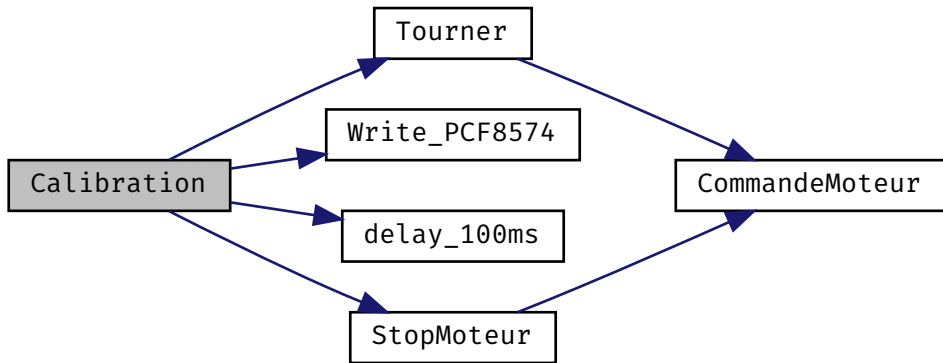 Tourner
Write_PCF8574
Calibration
CommandeMoteur
delay_100ms
StopMoteur